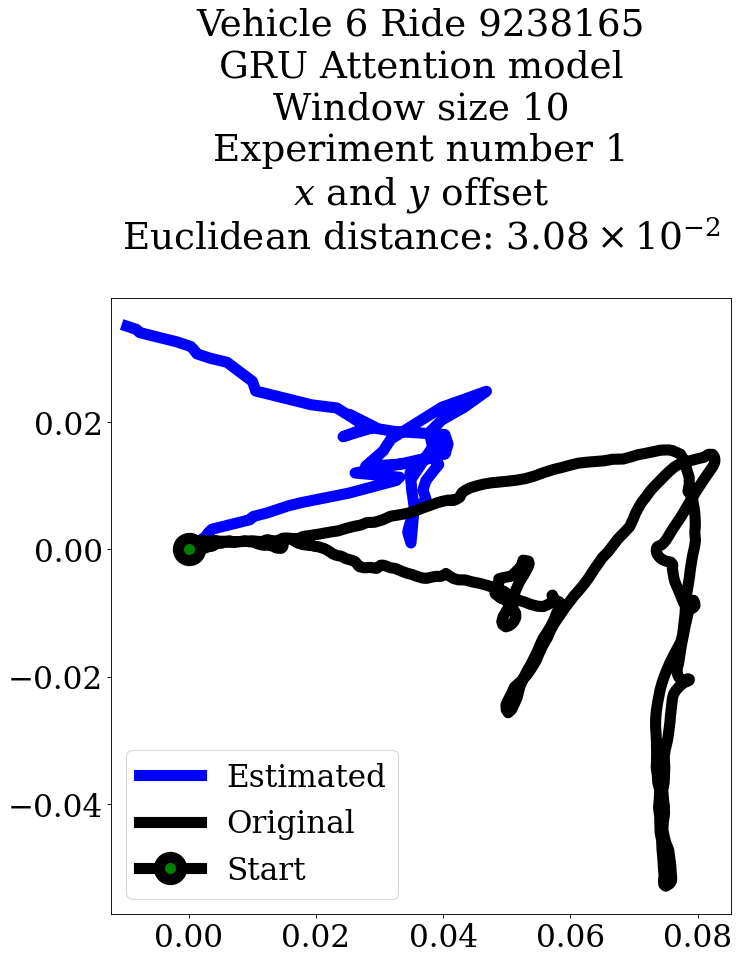 Vehicle 6 Ride 9238165
GRU Attention model
Window size 10
Experiment number 1
x and y offset
Euclidean distance: 3.08 × 10⁻²
0.02
0.00
−0.02
−0.04
Estimated
Original
Start
0.00 0.02 0.04 0.06 0.08